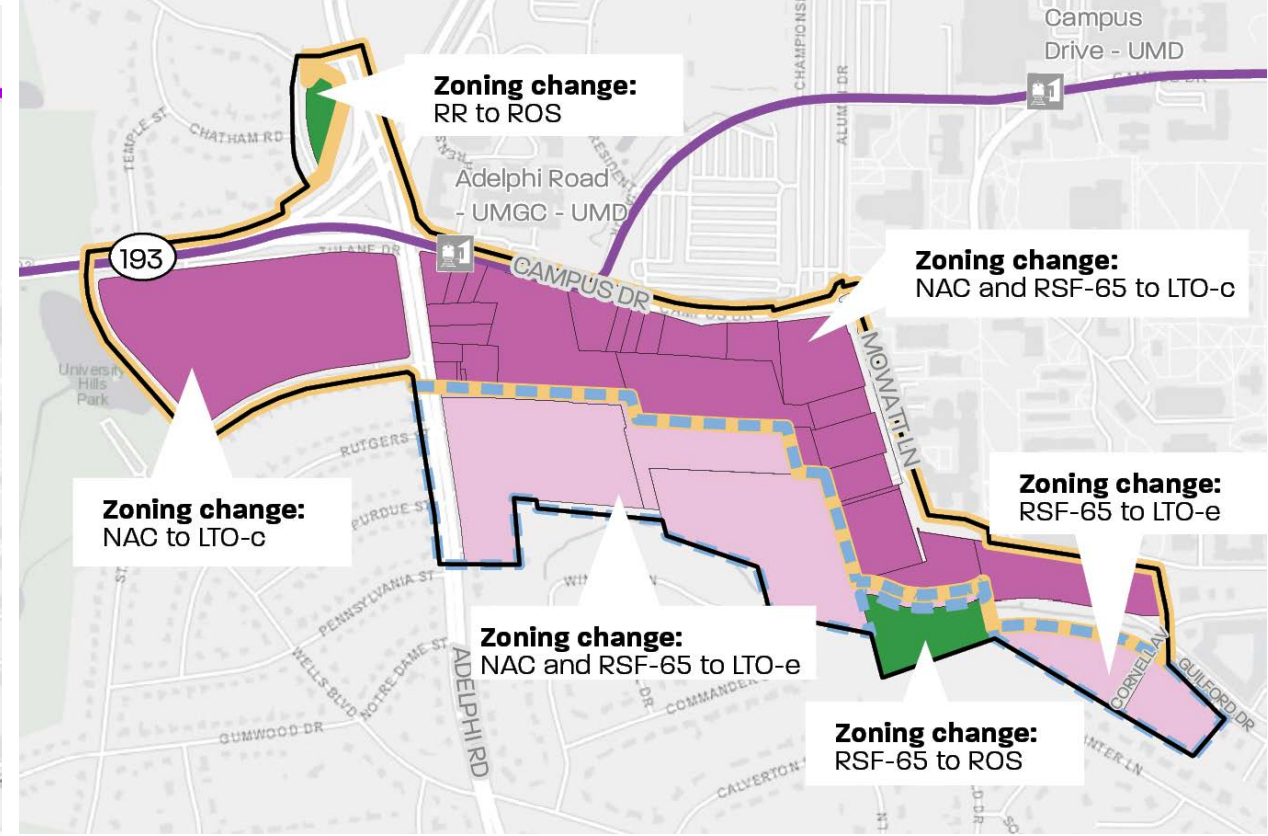 Campus
Drive - UMD
CAMPUS DR
ALUMNI DR
Zoning change:
RR to ROS
TEMPLE ST
CHATHAM RD
Adelphi Road
- UMGC - UMD
193
TULANE DR
CAMPUS DR
CAMPUS DR
Zoning change:
NAC and RSF-65 to LTO-c
MOWATT LN
University
Hills
Park
RUTGERS ST
PURDUE ST
Zoning change:
NAC to LTO-c
Zoning change:
RSF-65 to LTO-e
PENNSYLVANIA ST
WELLS BLVD
NOTRE DAME ST
ADELPHI RD
Zoning change:
NAC and RSF-65 to LTO-e
CORNELL AV
GUILFORD DR
GUMWOOD DR
Zoning change:
RSF-65 to ROS